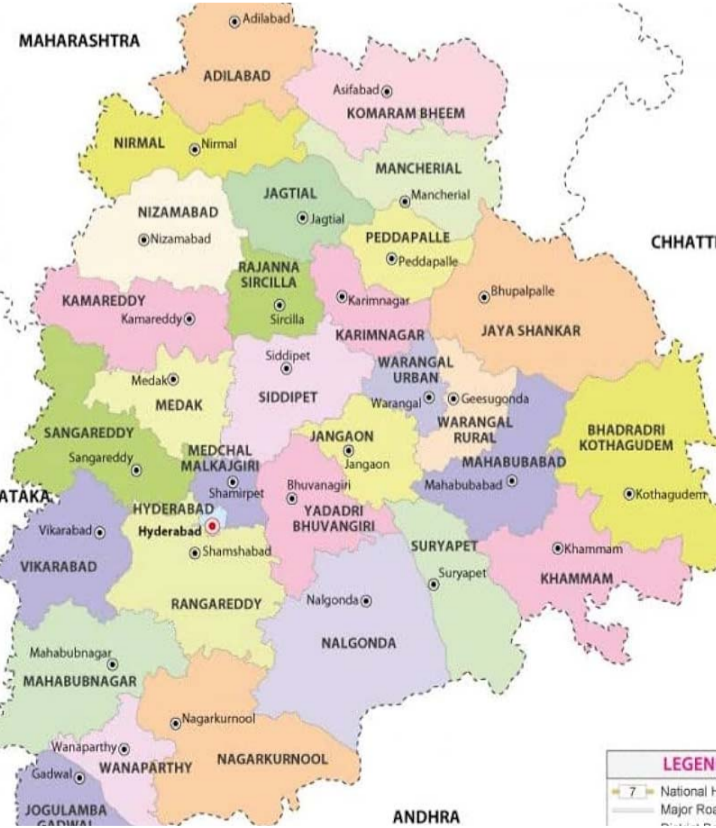 Adilabad
MAHARASHTRA
ADILABAD
Asifabad
KOMARAM BHEEM
NIRMAL
Nirmal
MANCHERIAL
Mancherial
JAGTIAL
Jagtial
NIZAMABAD
Nizamabad
PEDDAPALLE
Peddapalle
CHHATTI
RAJANNA
SIRCILLA
Sircilla
KAMAREDDY
Kamareddy
Karimnagar
KARIMNAGAR
Bhupalpalle
JAYA SHANKAR
Siddipet
SIDDIPET
WARANGAL
URBAN
Warangal
Geesugonda
WARANGAL
RURAL
Medak
MEDAK
SANGAREDDY
Sangareddy
JANGAON
Jangaon
BHADRADRI
KOTHAGUDEM
Kothagudem
MEDCHAL
MALKAJGIRI
Shamirpet
MAHABUBABAD
Mahabubabad
ATAKA
Bhuvanagiri
YADADRI
BHUVANGIRI
HYDERABAD
Hyderabad
Vikarabad
VIKARABAD
Shamshabad
RANGAREDDY
SURYAPET
Suryapet
Khammam
KHAMMAM
Nalgonda
NALGONDA
Mahabubnagar
MAHABUBNAGAR
Nagarkurnool
NAGARKURNOOL
Wanaparthy
WANAPARTHY
Gadwal
JOGULAMBA
GADWAL
ANDHRA
LEGEN
7 National H
Major Roa